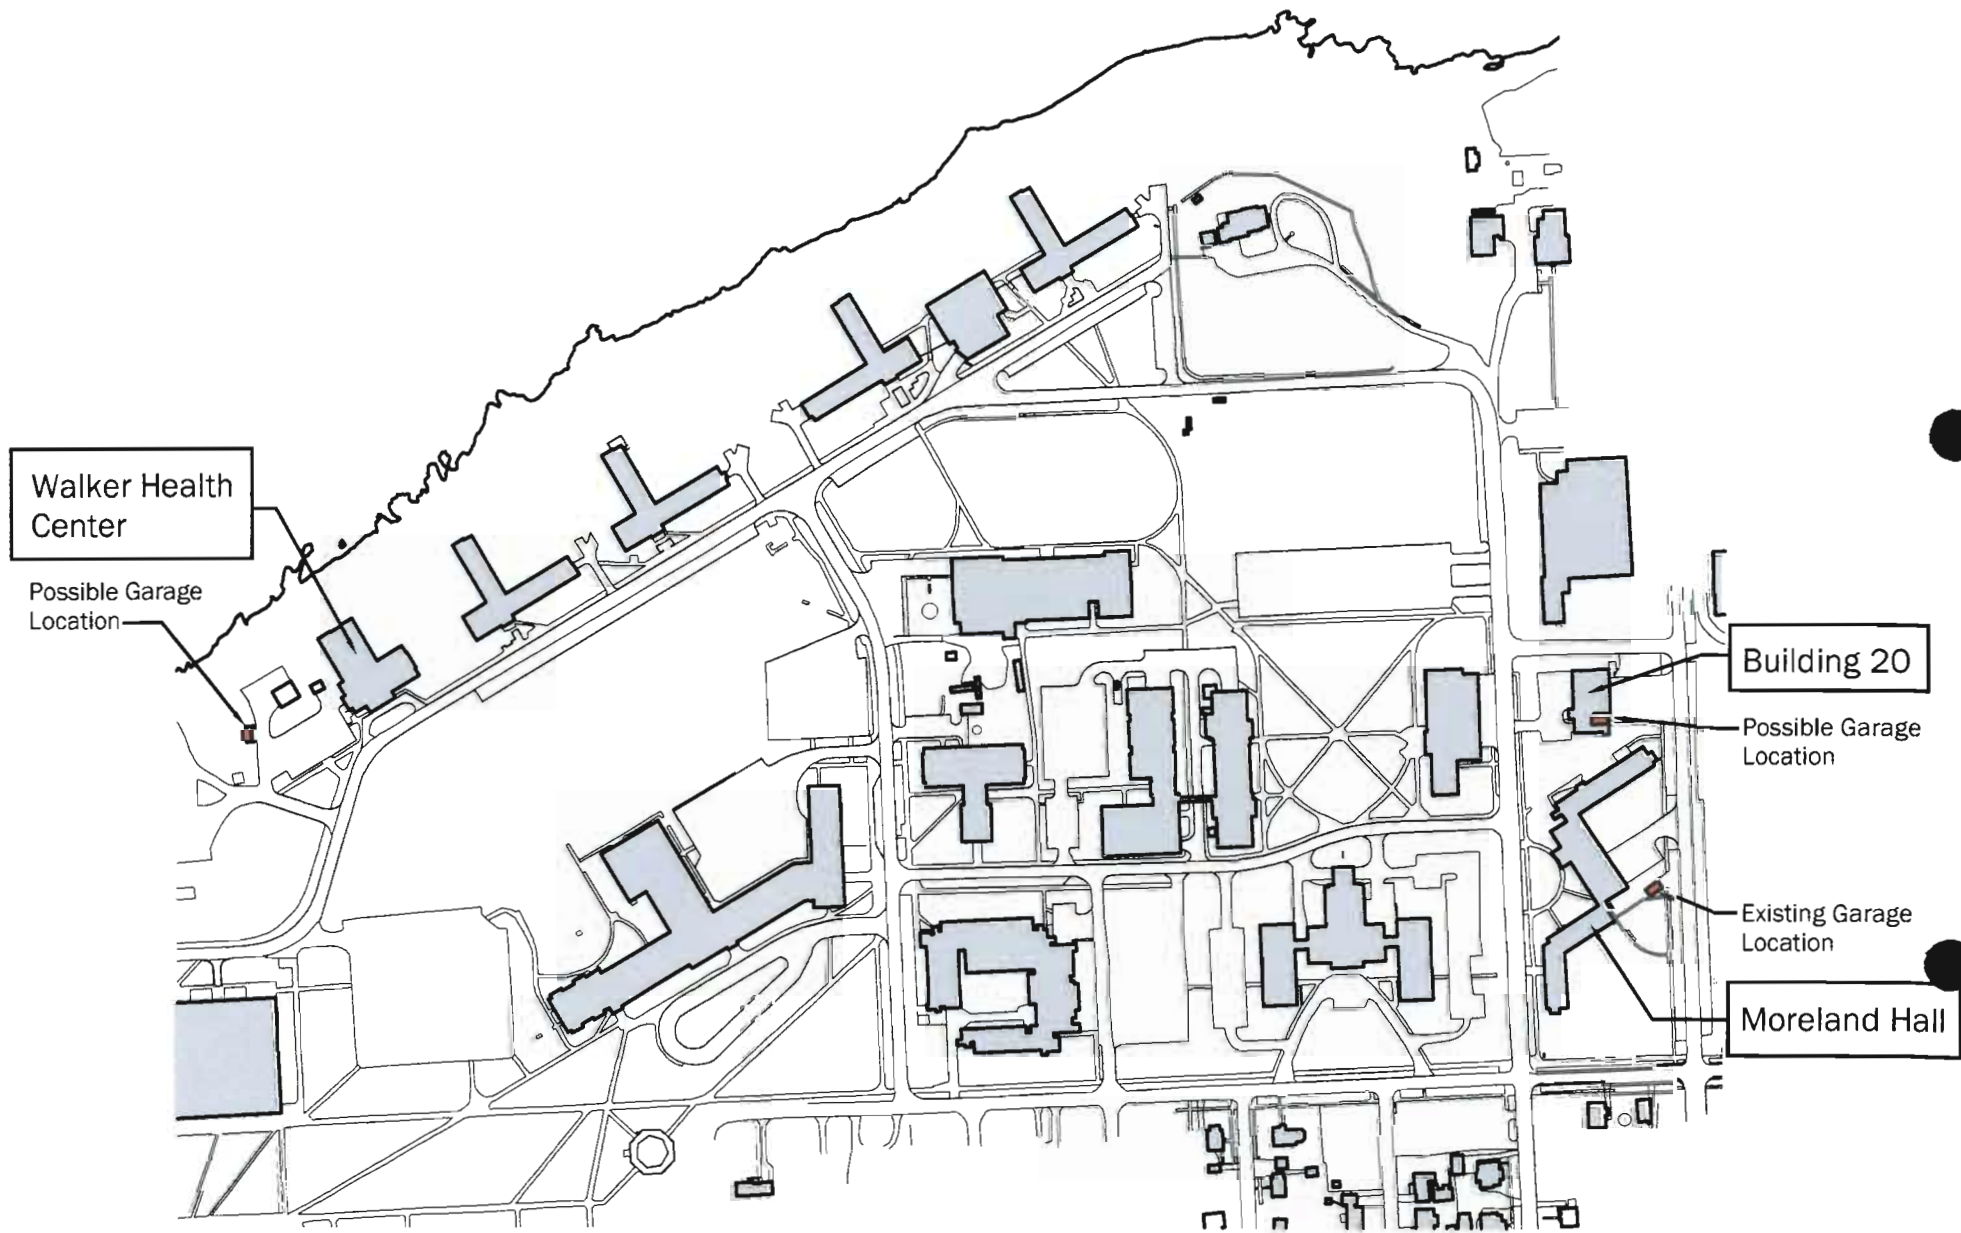 Walker Health
Center
Possible Garage
Location
Building 20
Possible Garage
Location
Existing Garage
Location
Moreland Hall